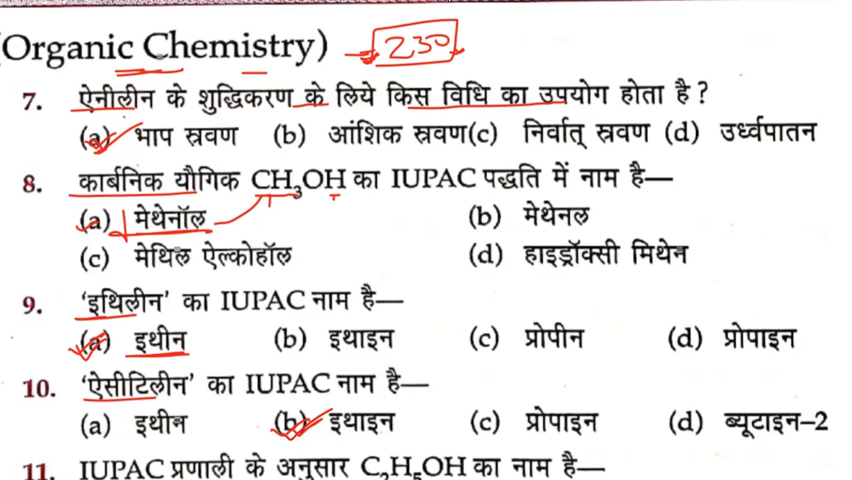 (Organic Chemistry) 230
7. ऐनीलीन के शुद्धिकरण के लिये किस विधि का उपयोग होता है ?
(a) भाप स्रवण (b) आंशिक स्रवण (c) निर्वात् स्रवण (d) उर्ध्वपातन
8. कार्बनिक यौगिक CH₃OH का IUPAC पद्धति में नाम है—
(a) मेथेनॉल (b) मेथेनल
(c) मेथिल ऐल्कोहॉल (d) हाइड्रॉक्सी मिथेन
9. ‘इथिलीन’ का IUPAC नाम है—
(a) इथीन (b) इथाइन (c) प्रोपीन (d) प्रोपाइन
10. ‘ऐसीटिलीन’ का IUPAC नाम है—
(a) इथीन (b) इथाइन (c) प्रोपाइन (d) ब्यूटाइन–2
11. IUPAC प्रणाली के अनुसार C₂H₅OH का नाम है—